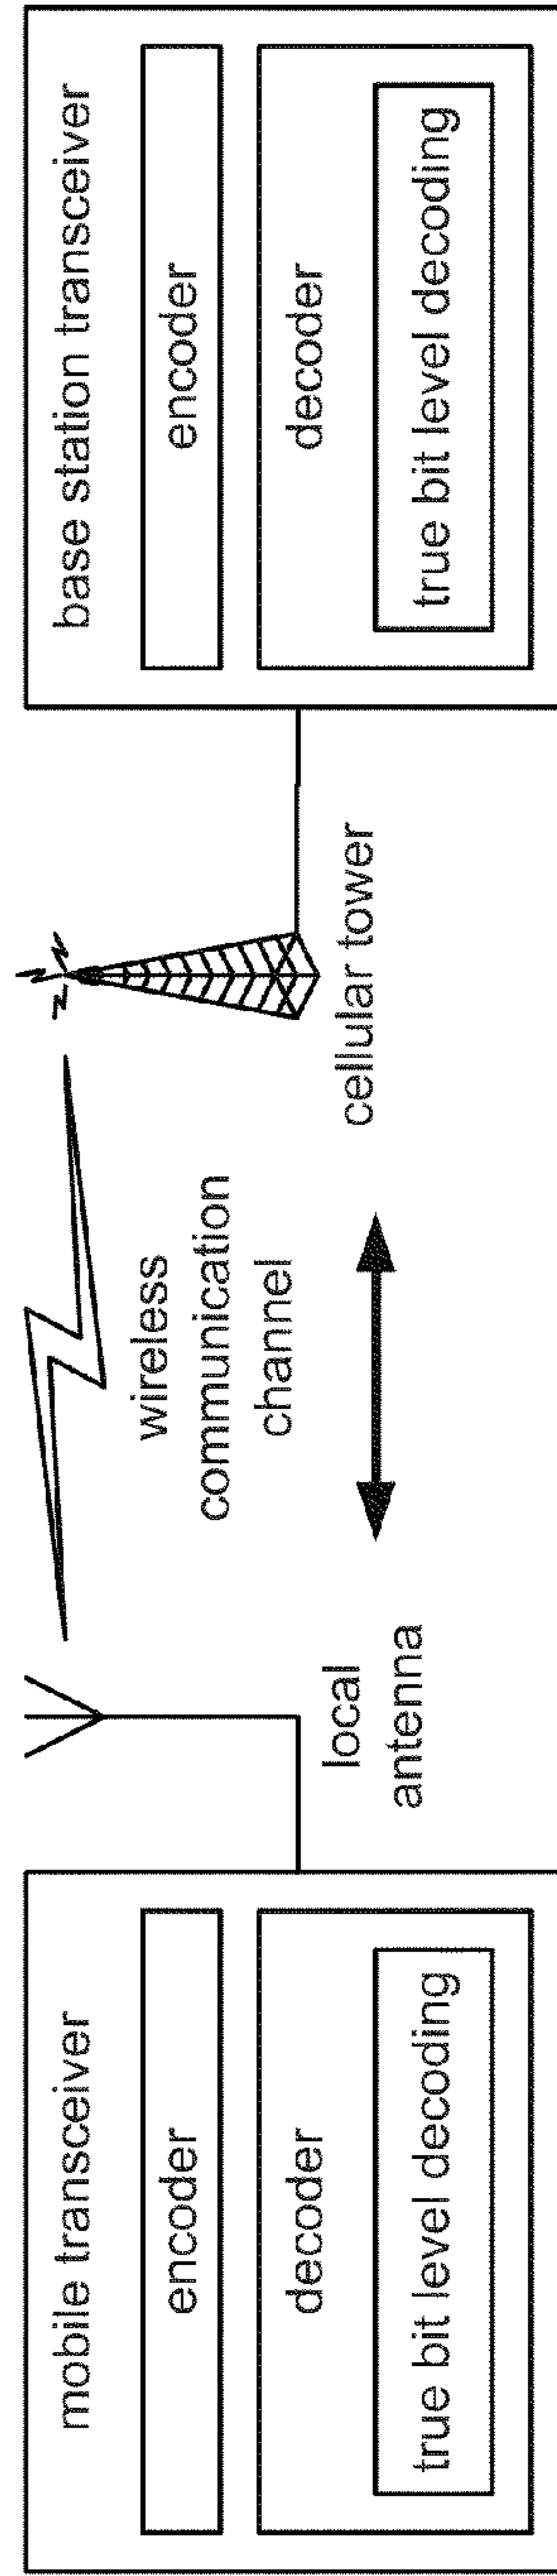 mobile transceiver
encoder
decoder
true bit level decoding
local
antenna
wireless
communication
channel
cellular tower
base station transceiver
encoder
decoder
true bit level decoding